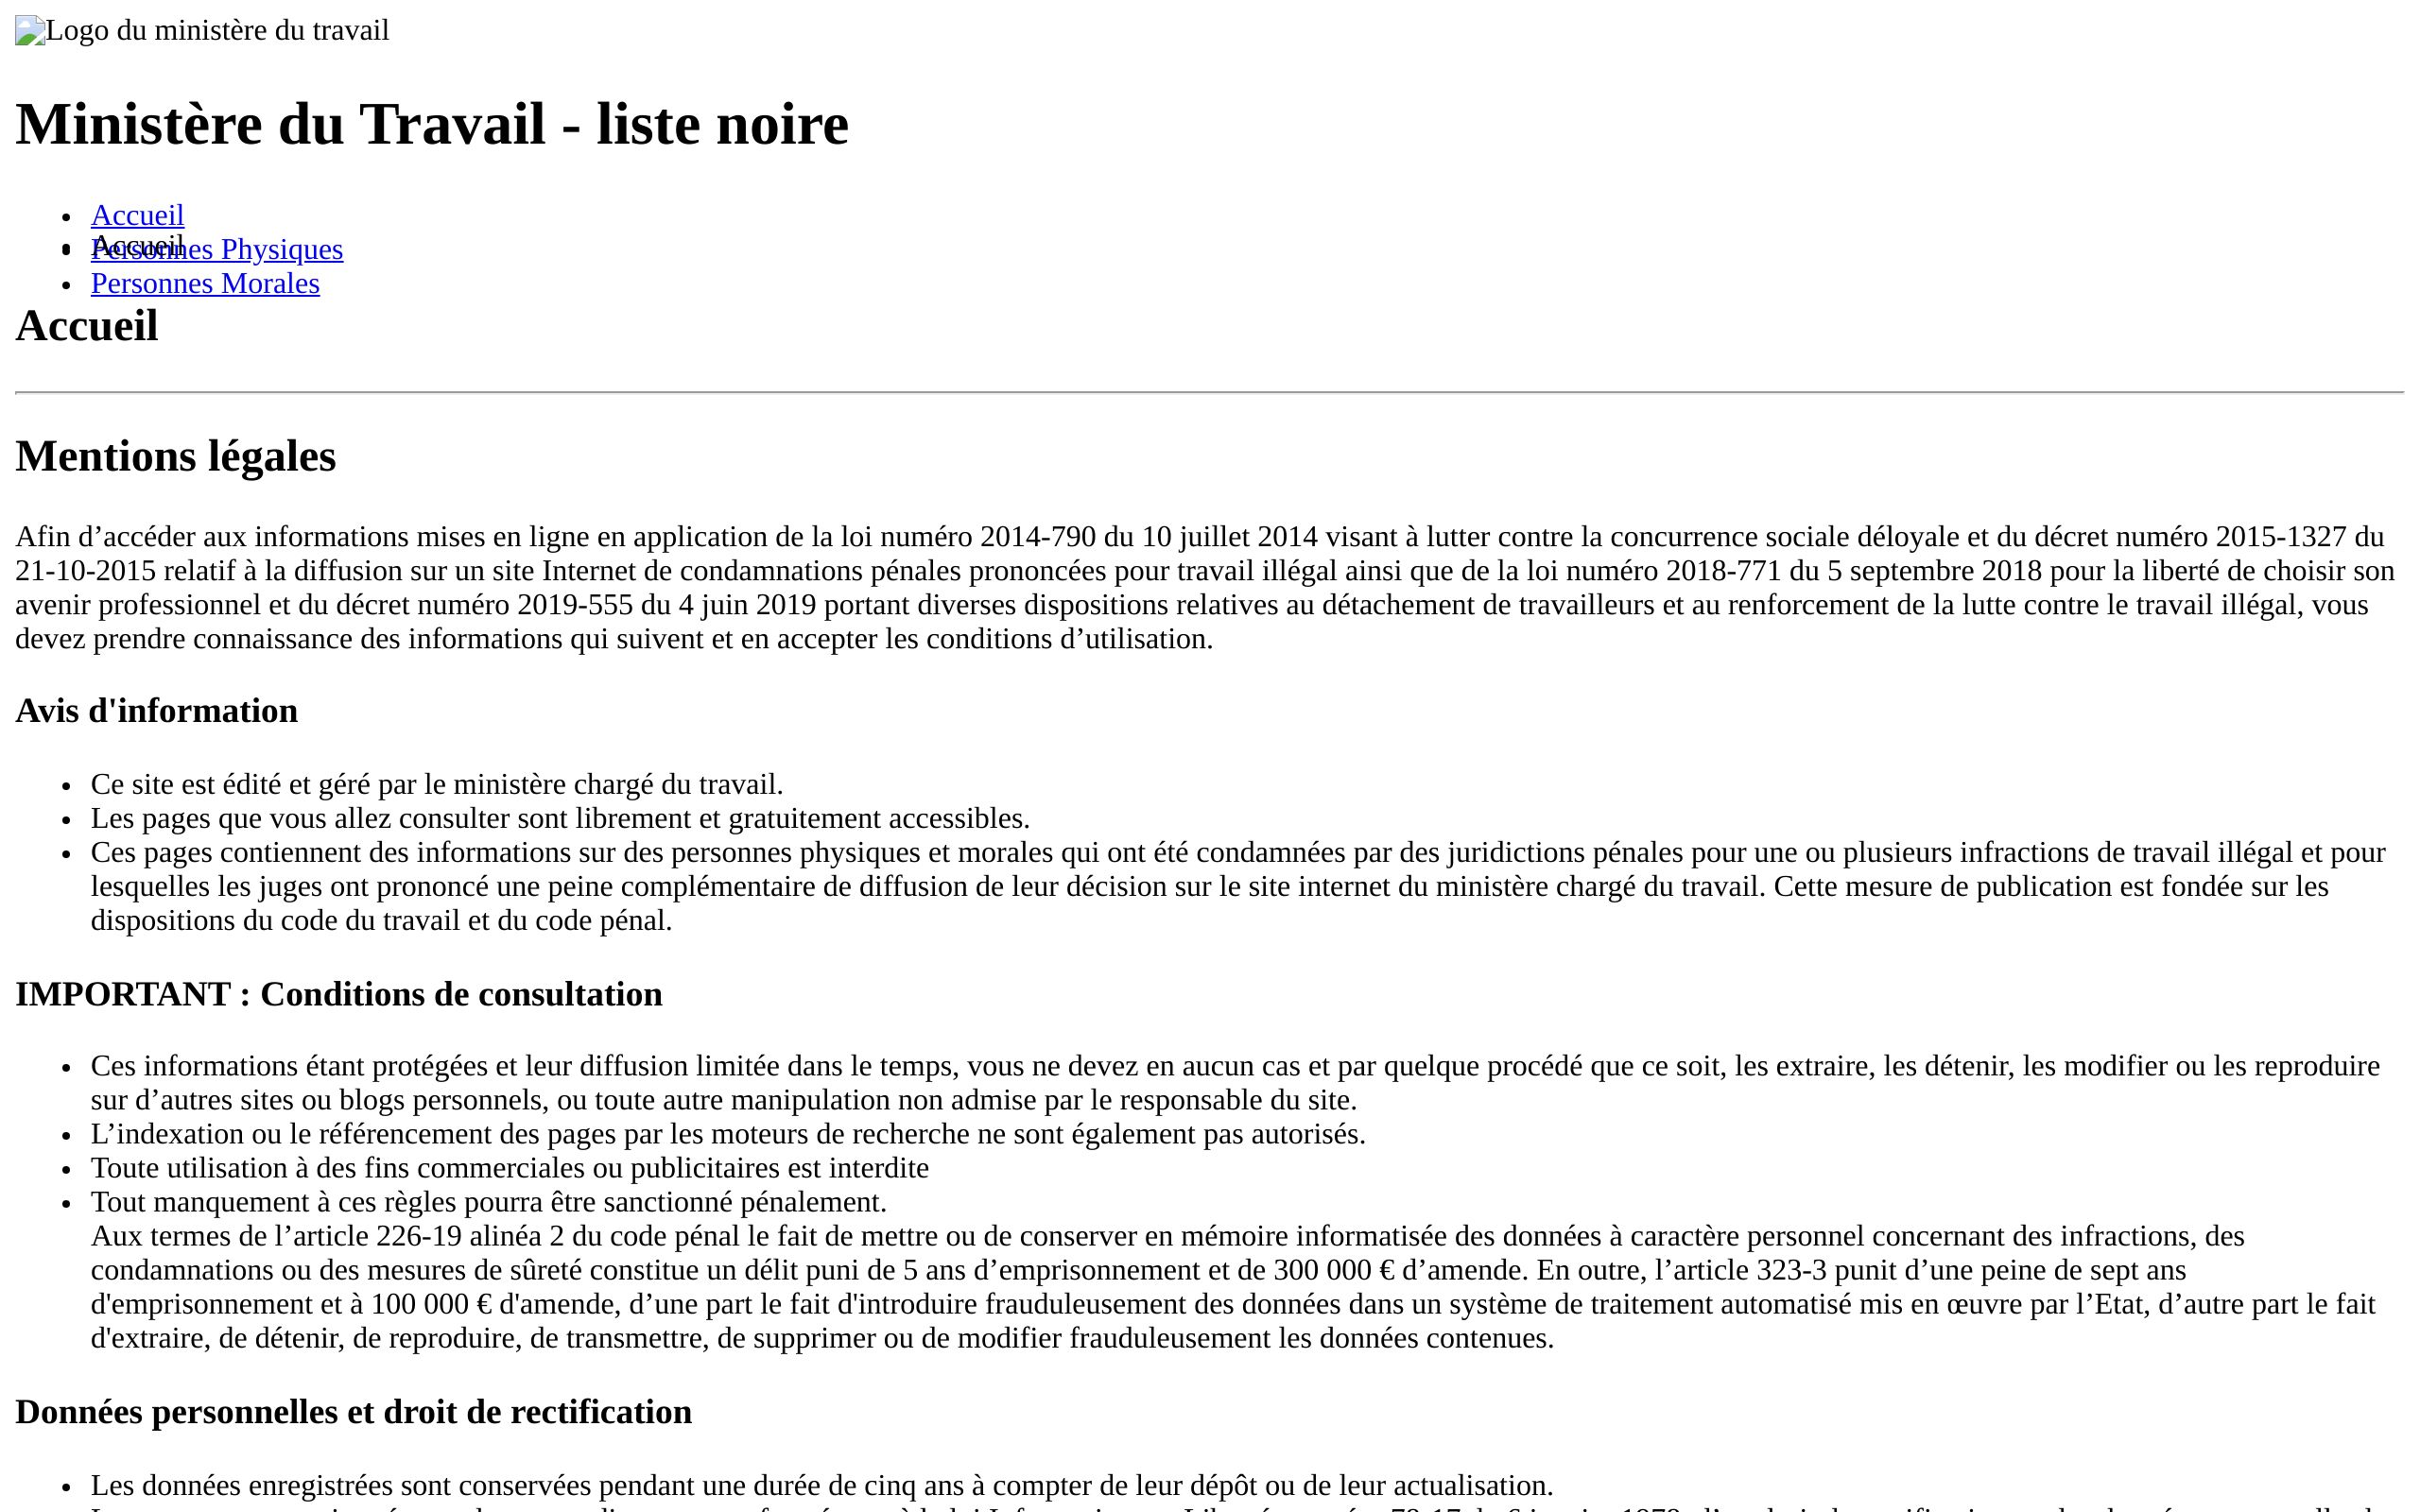 Logo du ministère du travail
Ministère du Travail - liste noire
Accueil
Accueil
Personnes Physiques
Personnes Morales
Accueil
Mentions légales
Afin d’accéder aux informations mises en ligne en application de la loi numéro 2014-790 du 10 juillet 2014 visant à lutter contre la concurrence sociale déloyale et du décret numéro 2015-1327 du
21-10-2015 relatif à la diffusion sur un site Internet de condamnations pénales prononcées pour travail illégal ainsi que de la loi numéro 2018-771 du 5 septembre 2018 pour la liberté de choisir son
avenir professionnel et du décret numéro 2019-555 du 4 juin 2019 portant diverses dispositions relatives au détachement de travailleurs et au renforcement de la lutte contre le travail illégal, vous
devez prendre connaissance des informations qui suivent et en accepter les conditions d’utilisation.
Avis d'information
Ce site est édité et géré par le ministère chargé du travail.
Les pages que vous allez consulter sont librement et gratuitement accessibles.
Ces pages contiennent des informations sur des personnes physiques et morales qui ont été condamnées par des juridictions pénales pour une ou plusieurs infractions de travail illégal et pour
lesquelles les juges ont prononcé une peine complémentaire de diffusion de leur décision sur le site internet du ministère chargé du travail. Cette mesure de publication est fondée sur les
dispositions du code du travail et du code pénal.
IMPORTANT : Conditions de consultation
Ces informations étant protégées et leur diffusion limitée dans le temps, vous ne devez en aucun cas et par quelque procédé que ce soit, les extraire, les détenir, les modifier ou les reproduire
sur d’autres sites ou blogs personnels, ou toute autre manipulation non admise par le responsable du site.
L’indexation ou le référencement des pages par les moteurs de recherche ne sont également pas autorisés.
Toute utilisation à des fins commerciales ou publicitaires est interdite
Tout manquement à ces règles pourra être sanctionné pénalement.
Aux termes de l’article 226-19 alinéa 2 du code pénal le fait de mettre ou de conserver en mémoire informatisée des données à caractère personnel concernant des infractions, des
condamnations ou des mesures de sûreté constitue un délit puni de 5 ans d’emprisonnement et de 300 000 € d’amende. En outre, l’article 323-3 punit d’une peine de sept ans
d'emprisonnement et à 100 000 € d'amende, d’une part le fait d'introduire frauduleusement des données dans un système de traitement automatisé mis en œuvre par l’Etat, d’autre part le fait
d'extraire, de détenir, de reproduire, de transmettre, de supprimer ou de modifier frauduleusement les données contenues.
Données personnelles et droit de rectification
Les données enregistrées sont conservées pendant une durée de cinq ans à compter de leur dépôt ou de leur actualisation.